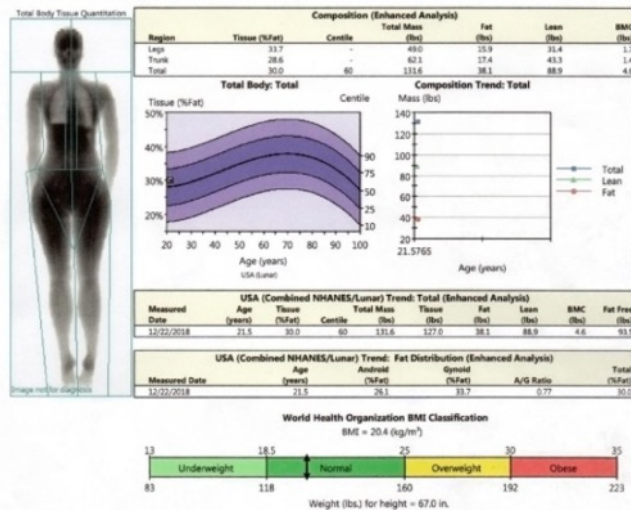 Total Body Tissue Quantitation
Image not for diagnosis
Composition (Enhanced Analysis)
Region Tissue (%Fat) Centile Total Mass (lbs) Fat (lbs) Lean (lbs) BMC (lbs)
Legs 33.7 - 49.0 15.9 31.4
Trunk 28.6 - 62.1 17.4 43.3
Total 30.0 60 131.6 38.1 88.9
Total Body: Total
Tissue (%Fat) Centile
50%
40%
30%
20%
90
75
50
25
10
20 30 40 50 60 70 80 90 100
Age (years)
USA (Lunar)
Composition Trend: Total
Mass (lbs)
140
120
100
80
60
40
20
21.5765
Age (years)
Total
Lean
Fat
USA (Combined NHANES/Lunar) Trend: Total (Enhanced Analysis)
Measured Date Age (years) Tissue (%Fat) Centile Total Mass (lbs) Tissue (lbs) Fat (lbs) Lean (lbs) BMC (lbs) Fat Free
12/22/2018 21.5 30.0 60 131.6 127.0 38.1 88.9 4.6 93.5
USA (Combined NHANES/Lunar) Trend: Fat Distribution (Enhanced Analysis)
Measured Date Age (years) Android (%Fat) Gynoid (%Fat) A/G Ratio Total (%Fat)
12/22/2018 21.5 26.1 33.7 0.77 30.0
World Health Organization BMI Classification
BMI = 20.4 (kg/m²)
13 18.5 25 30 35
Underweight Normal Overweight Obese
83 118 160 192 223
Weight (lbs.) for height = 67.0 in.